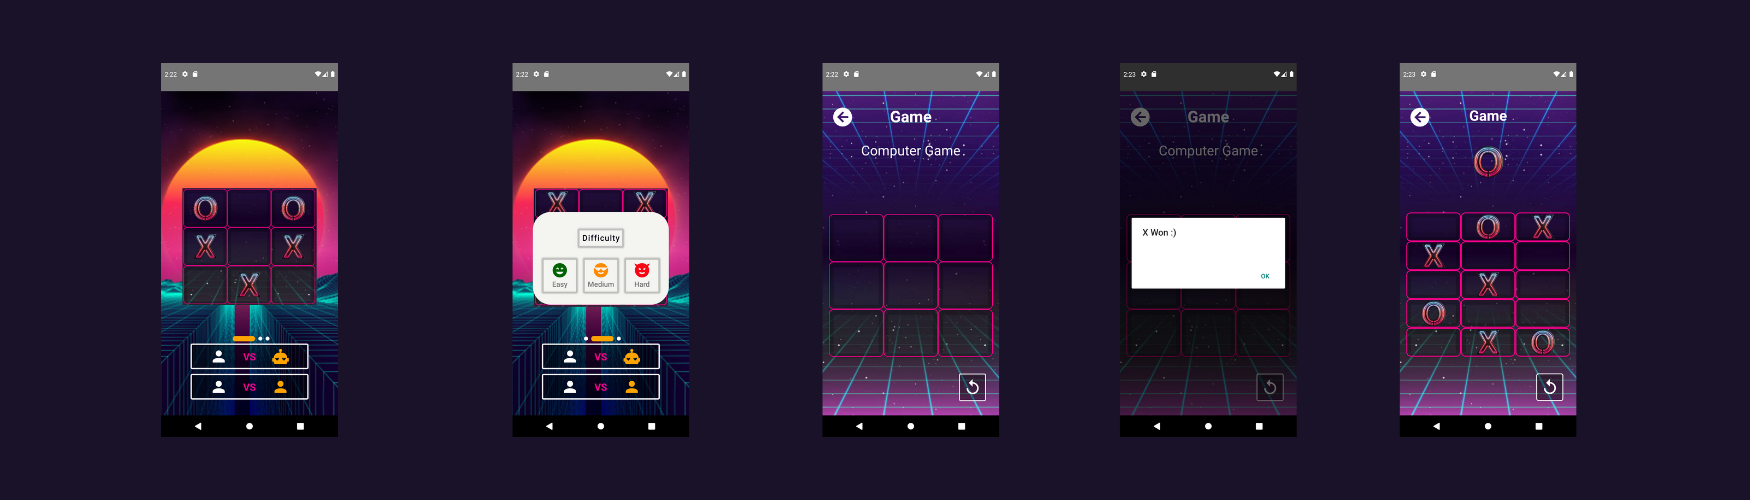 2:22
O O
X X
X
VS
VS
2:22
X X
Difficulty
Easy Medium Hard
VS
VS
2:22
Game
Computer Game
2:23
Game
Computer Game
X Won :)
OK
2:23
Game
O
O X
X
X
O
X O